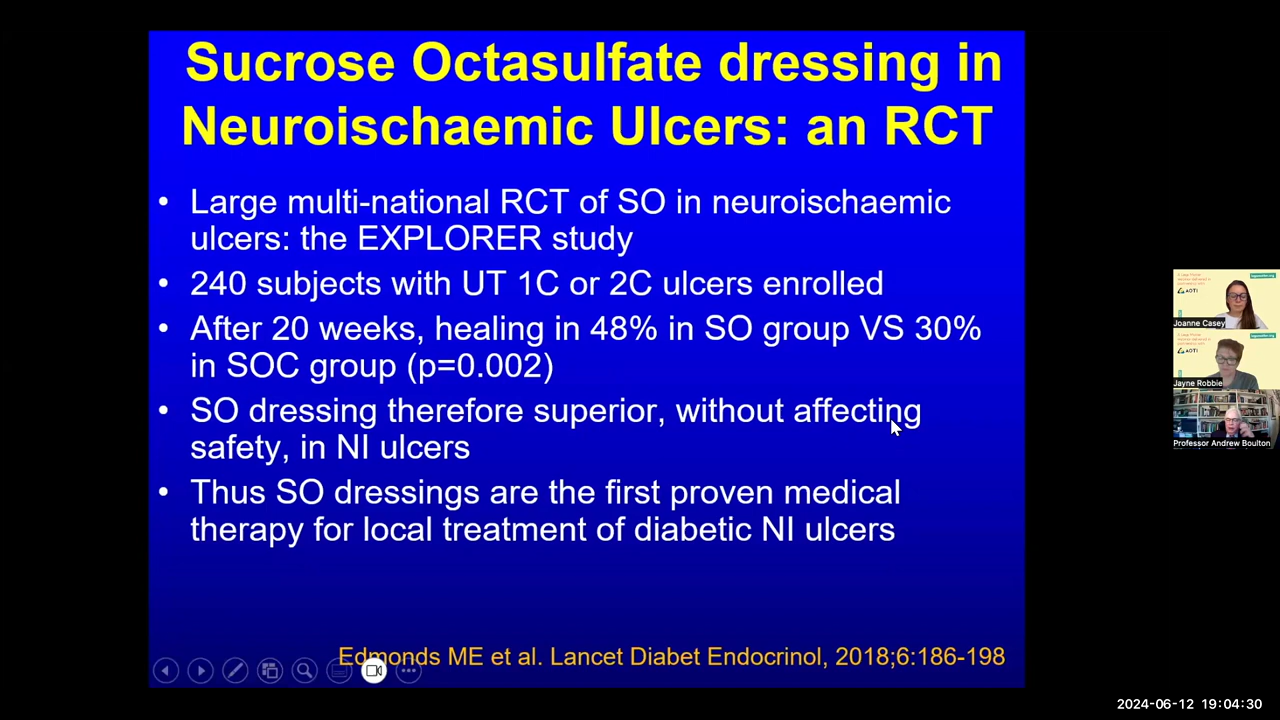 Sucrose Octasulfate dressing in
Neuroischaemic Ulcers: an RCT
• Large multi-national RCT of SO in neuroischaemic
ulcers: the EXPLORER study
• 240 subjects with UT 1C or 2C ulcers enrolled
• After 20 weeks, healing in 48% in SO group VS 30%
in SOC group (p=0.002)
• SO dressing therefore superior, without affecting
safety, in NI ulcers
• Thus SO dressings are the first proven medical
therapy for local treatment of diabetic NI ulcers
Edmonds ME et al. Lancet Diabet Endocrinol, 2018;6:186-198
AOTI
Joanne Casey
AOTI
Jayne Robbie
Professor Andrew Boulton
2024-06-12 19:04:30